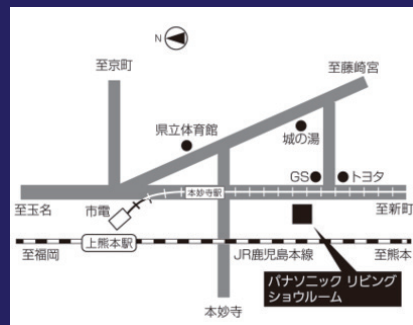 N
至京町
至藤崎宮
県立体育館
城の湯
GS
トヨタ
本妙寺駅
至玉名
市電
至新町
上熊本駅
至福岡
JR鹿児島本線
至熊本
パナソニック リビング
ショウルーム
本妙寺